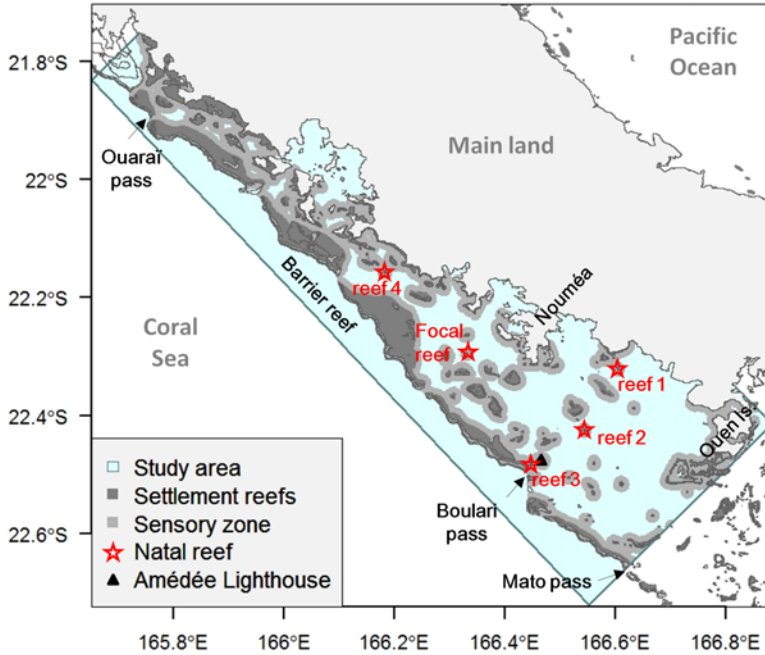 Pacific
Ocean
21.8°S
Main land
Ouaraï
pass
22°S
Barrier reef
reef 4
22.2°S
Nouméa
Coral
Sea
Focal
reef
reef 1
22.4°S
reef 2
Ouen Is.
reef 3
Boulari
pass
22.6°S
Mato pass
Study area
Settlement reefs
Sensory zone
Natal reef
Amédée Lighthouse
165.8°E
166°E
166.2°E
166.4°E
166.6°E
166.8°E